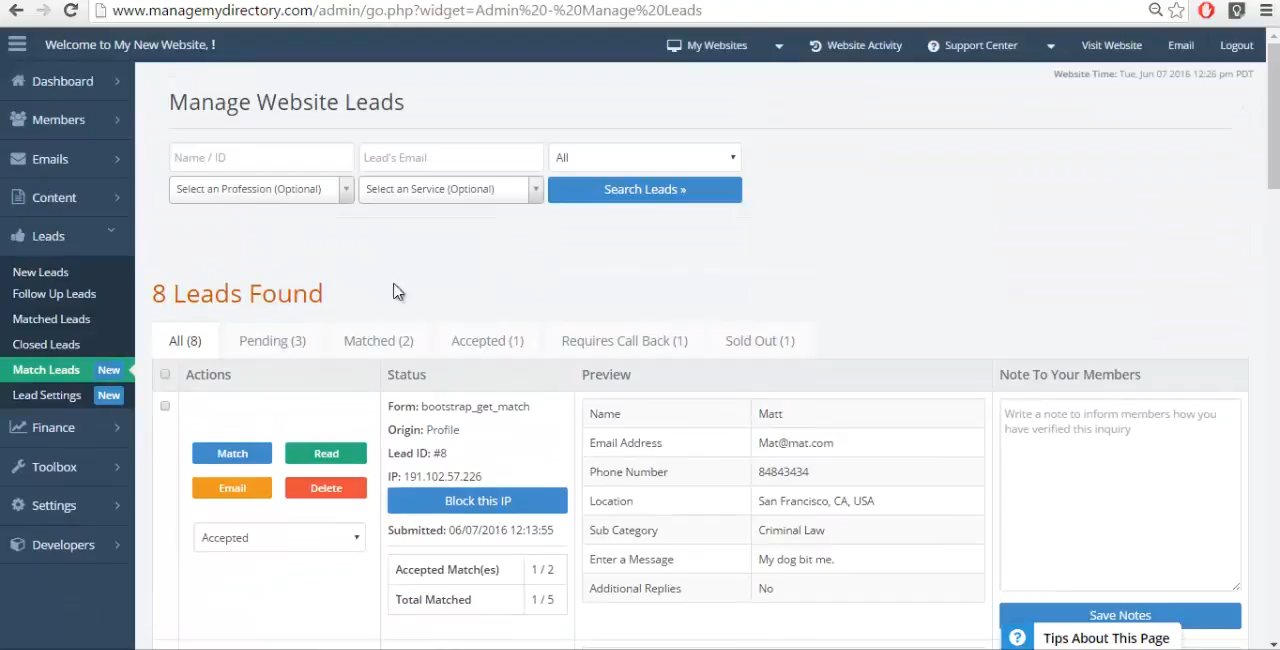 www.managemydirectory.com/admin/go.php?widget=Admin%20-%20Manage%20Leads
Welcome to My New Website, !
My Websites
Website Activity
Support Center
Visit Website
Email
Logout
Website Time: Tue, Jun 07 2016 12:26 pm PDT
Dashboard
Members
Emails
Content
Leads
New Leads
Follow Up Leads
Matched Leads
Closed Leads
Match Leads New
Lead Settings New
Finance
Toolbox
Settings
Developers
Manage Website Leads
Name / ID
Lead's Email
All
Select an Profession (Optional)
Select an Service (Optional)
Search Leads »
8 Leads Found
All (8)
Pending (3)
Matched (2)
Accepted (1)
Requires Call Back (1)
Sold Out (1)
Actions
Status
Preview
Note To Your Members
Match
Read
Email
Delete
Accepted
Form: bootstrap_get_match
Origin: Profile
Lead ID: #8
IP: 191.102.57.226
Block this IP
Submitted: 06/07/2016 12:13:55
Accepted Match(es) 1 / 2
Total Matched 1 / 5
Name Matt
Email Address Mat@mat.com
Phone Number 84843434
Location San Francisco, CA, USA
Sub Category Criminal Law
Enter a Message My dog bit me.
Additional Replies No
Write a note to inform members how you
have verified this inquiry
Save Notes
? Tips About This Page